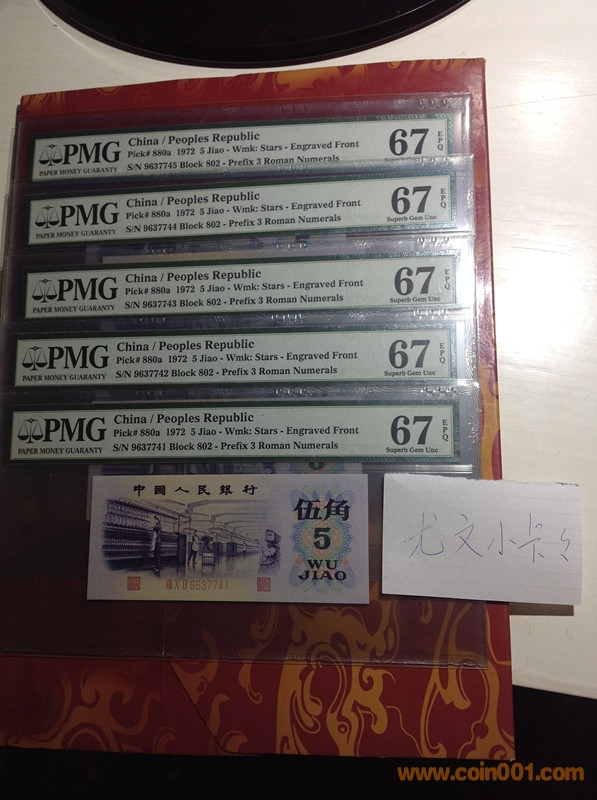 PMG
PAPER MONEY GUARANTY
China / Peoples Republic
Pick# 880a 1972 5 Jiao - Wmk: Stars - Engraved Front
S/N 9637745 Block 802 - Prefix 3 Roman Numerals
67 EPQ
Superb Gem Unc
PMG
PAPER MONEY GUARANTY
China / Peoples Republic
Pick# 880a 1972 5 Jiao - Wmk: Stars - Engraved Front
S/N 9637744 Block 802 - Prefix 3 Roman Numerals
67 EPQ
Superb Gem Unc
PMG
PAPER MONEY GUARANTY
China / Peoples Republic
Pick# 880a 1972 5 Jiao - Wmk: Stars - Engraved Front
S/N 9637743 Block 802 - Prefix 3 Roman Numerals
67 EPQ
Superb Gem Unc
PMG
PAPER MONEY GUARANTY
China / Peoples Republic
Pick# 880a 1972 5 Jiao - Wmk: Stars - Engraved Front
S/N 9637742 Block 802 - Prefix 3 Roman Numerals
67 EPQ
Superb Gem Unc
PMG
PAPER MONEY GUARANTY
China / Peoples Republic
Pick# 880a 1972 5 Jiao - Wmk: Stars - Engraved Front
S/N 9637741 Block 802 - Prefix 3 Roman Numerals
67 EPQ
Superb Gem Unc
中國人民銀行
伍角
5
WU
JIAO
9637741
尤文小卡
www.coin001.com